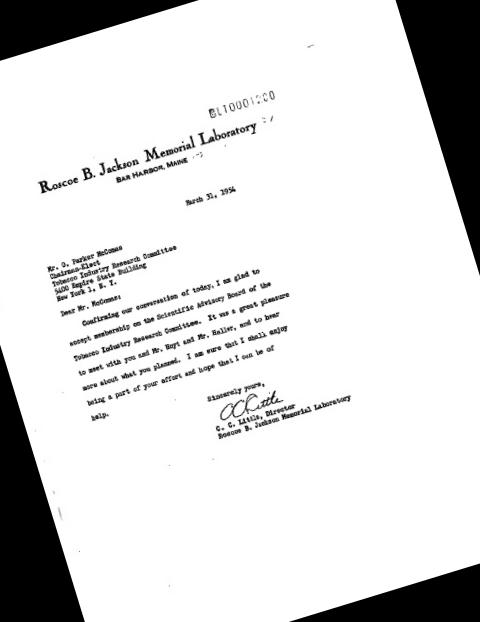 BLT0001200
Roscoe B. Jackson Memorial Laboratory
Bar Harbor, Maine
March 31, 1954
Mr. O. Parker McComas
Chairman-Elect
Tobacco Industry Research Committee
5400 Empire State Building
New York 1, N. Y.
Dear Mr. McComas:
Confirming our conversation of today, I am glad to
accept membership on the Scientific Advisory Board of the
Tobacco Industry Research Committee. It was a great pleasure
to meet with you and Mr. Hoyt and Mr. Haller, and to hear
more about what you planned. I am sure that I shall enjoy
being a part of your effort and hope that I can be of
help.
Sincerely yours,
CCLittle
C. C. Little, Director
Roscoe B. Jackson Memorial Laboratory